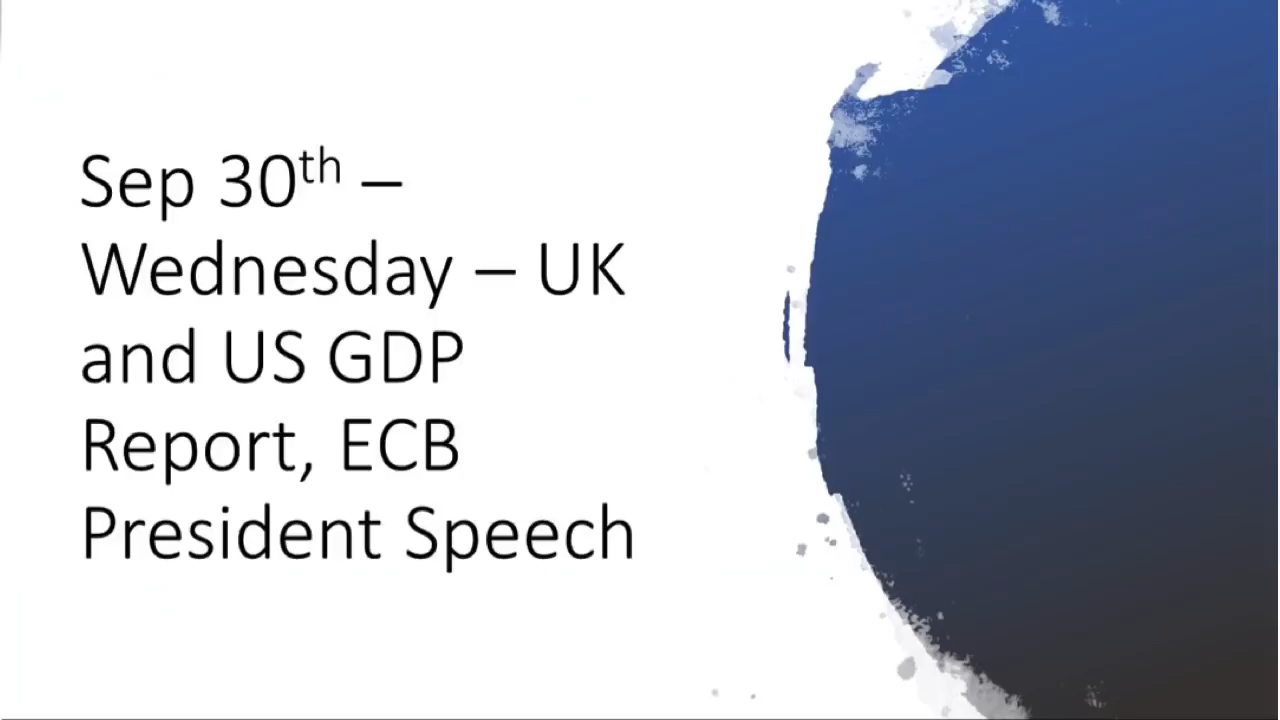 Sep 30th –
Wednesday – UK
and US GDP
Report, ECB
President Speech